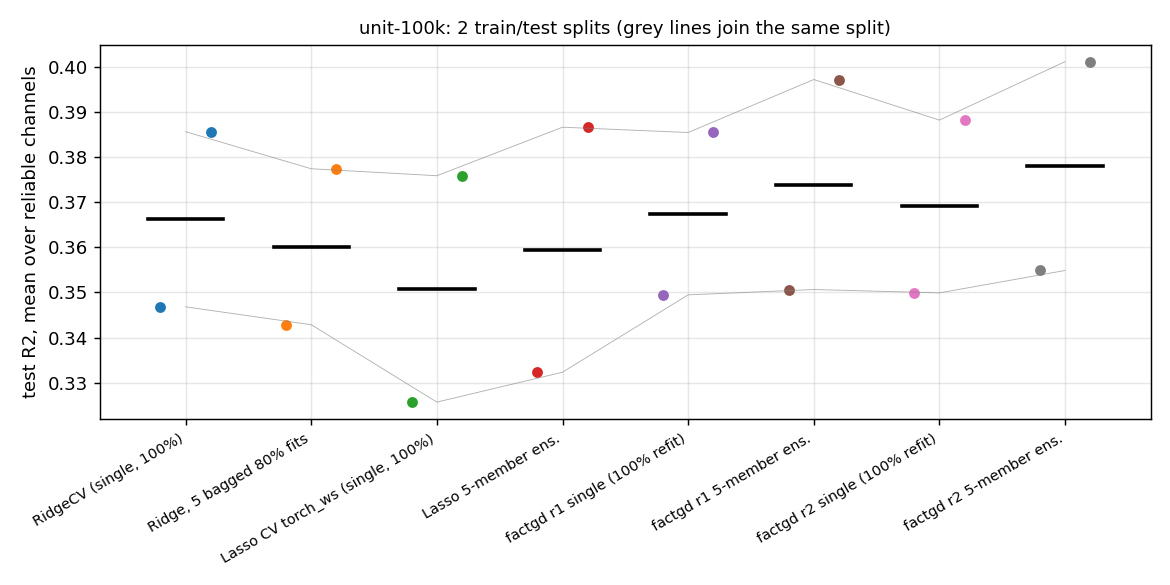 unit-100k: 2 train/test splits (grey lines join the same split)
test R2, mean over reliable channels
0.40
0.39
0.38
0.37
0.36
0.35
0.34
0.33
RidgeCV (single, 100%)
Ridge, 5 bagged 80% fits
Lasso CV torch_ws (single, 100%)
Lasso 5-member ens.
factgd r1 single (100% refit)
factgd r1 5-member ens.
factgd r2 single (100% refit)
factgd r2 5-member ens.